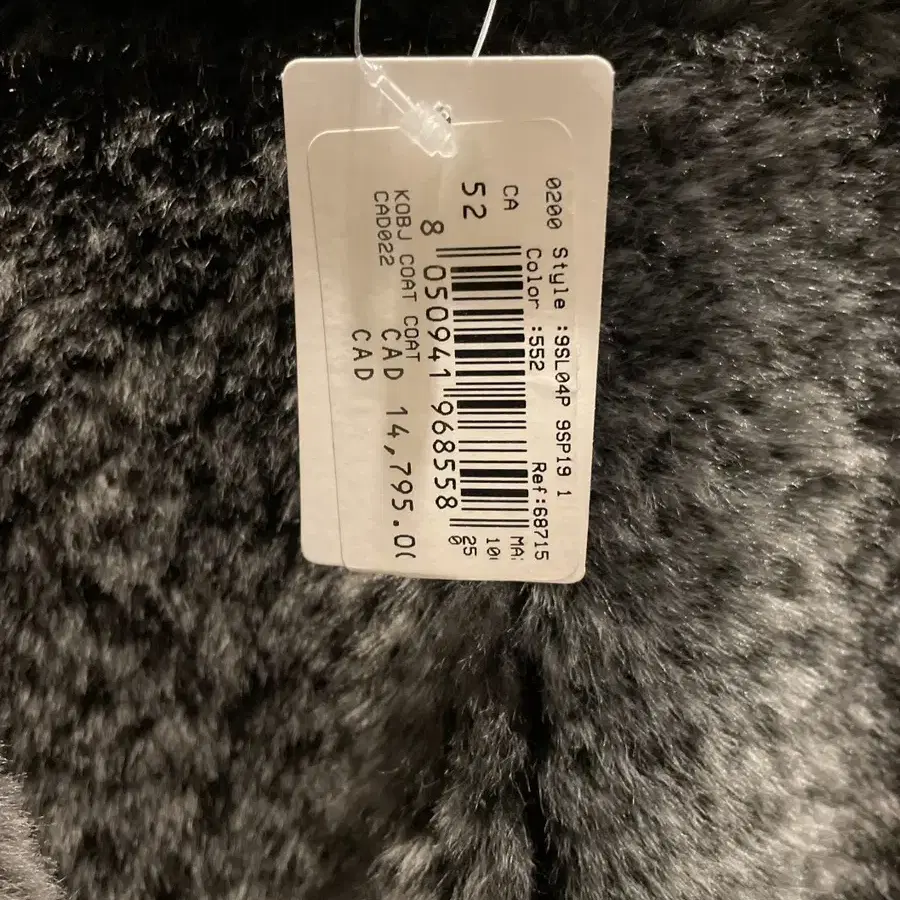 0200 Style :9SL04P 9SP19 1
Color :552 Ref:68715
CA
52
8 050941 968558
KOBJ COAT COAT
CAD022
CAD 14,795.0
CAD